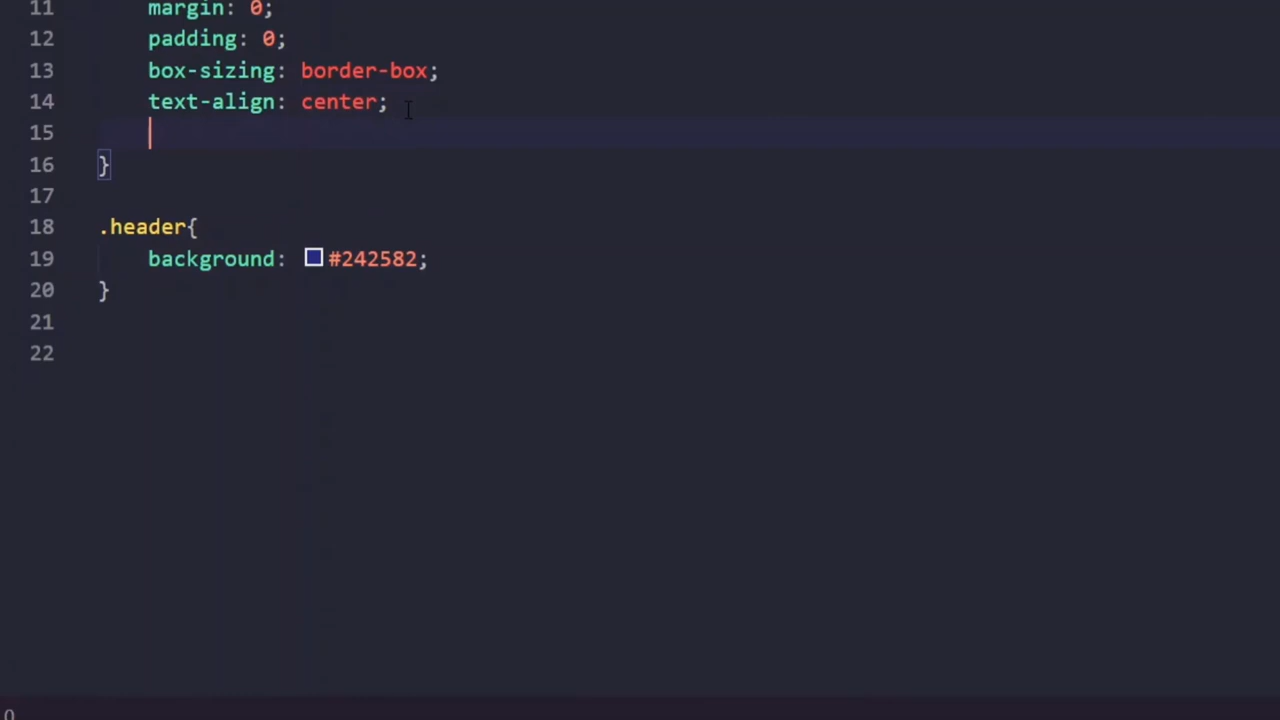 11 margin: 0;
12 padding: 0;
13 box-sizing: border-box;
14 text-align: center;
15
16 }
17
18 .header{
19 background: #242582;
20 }
21
22
0